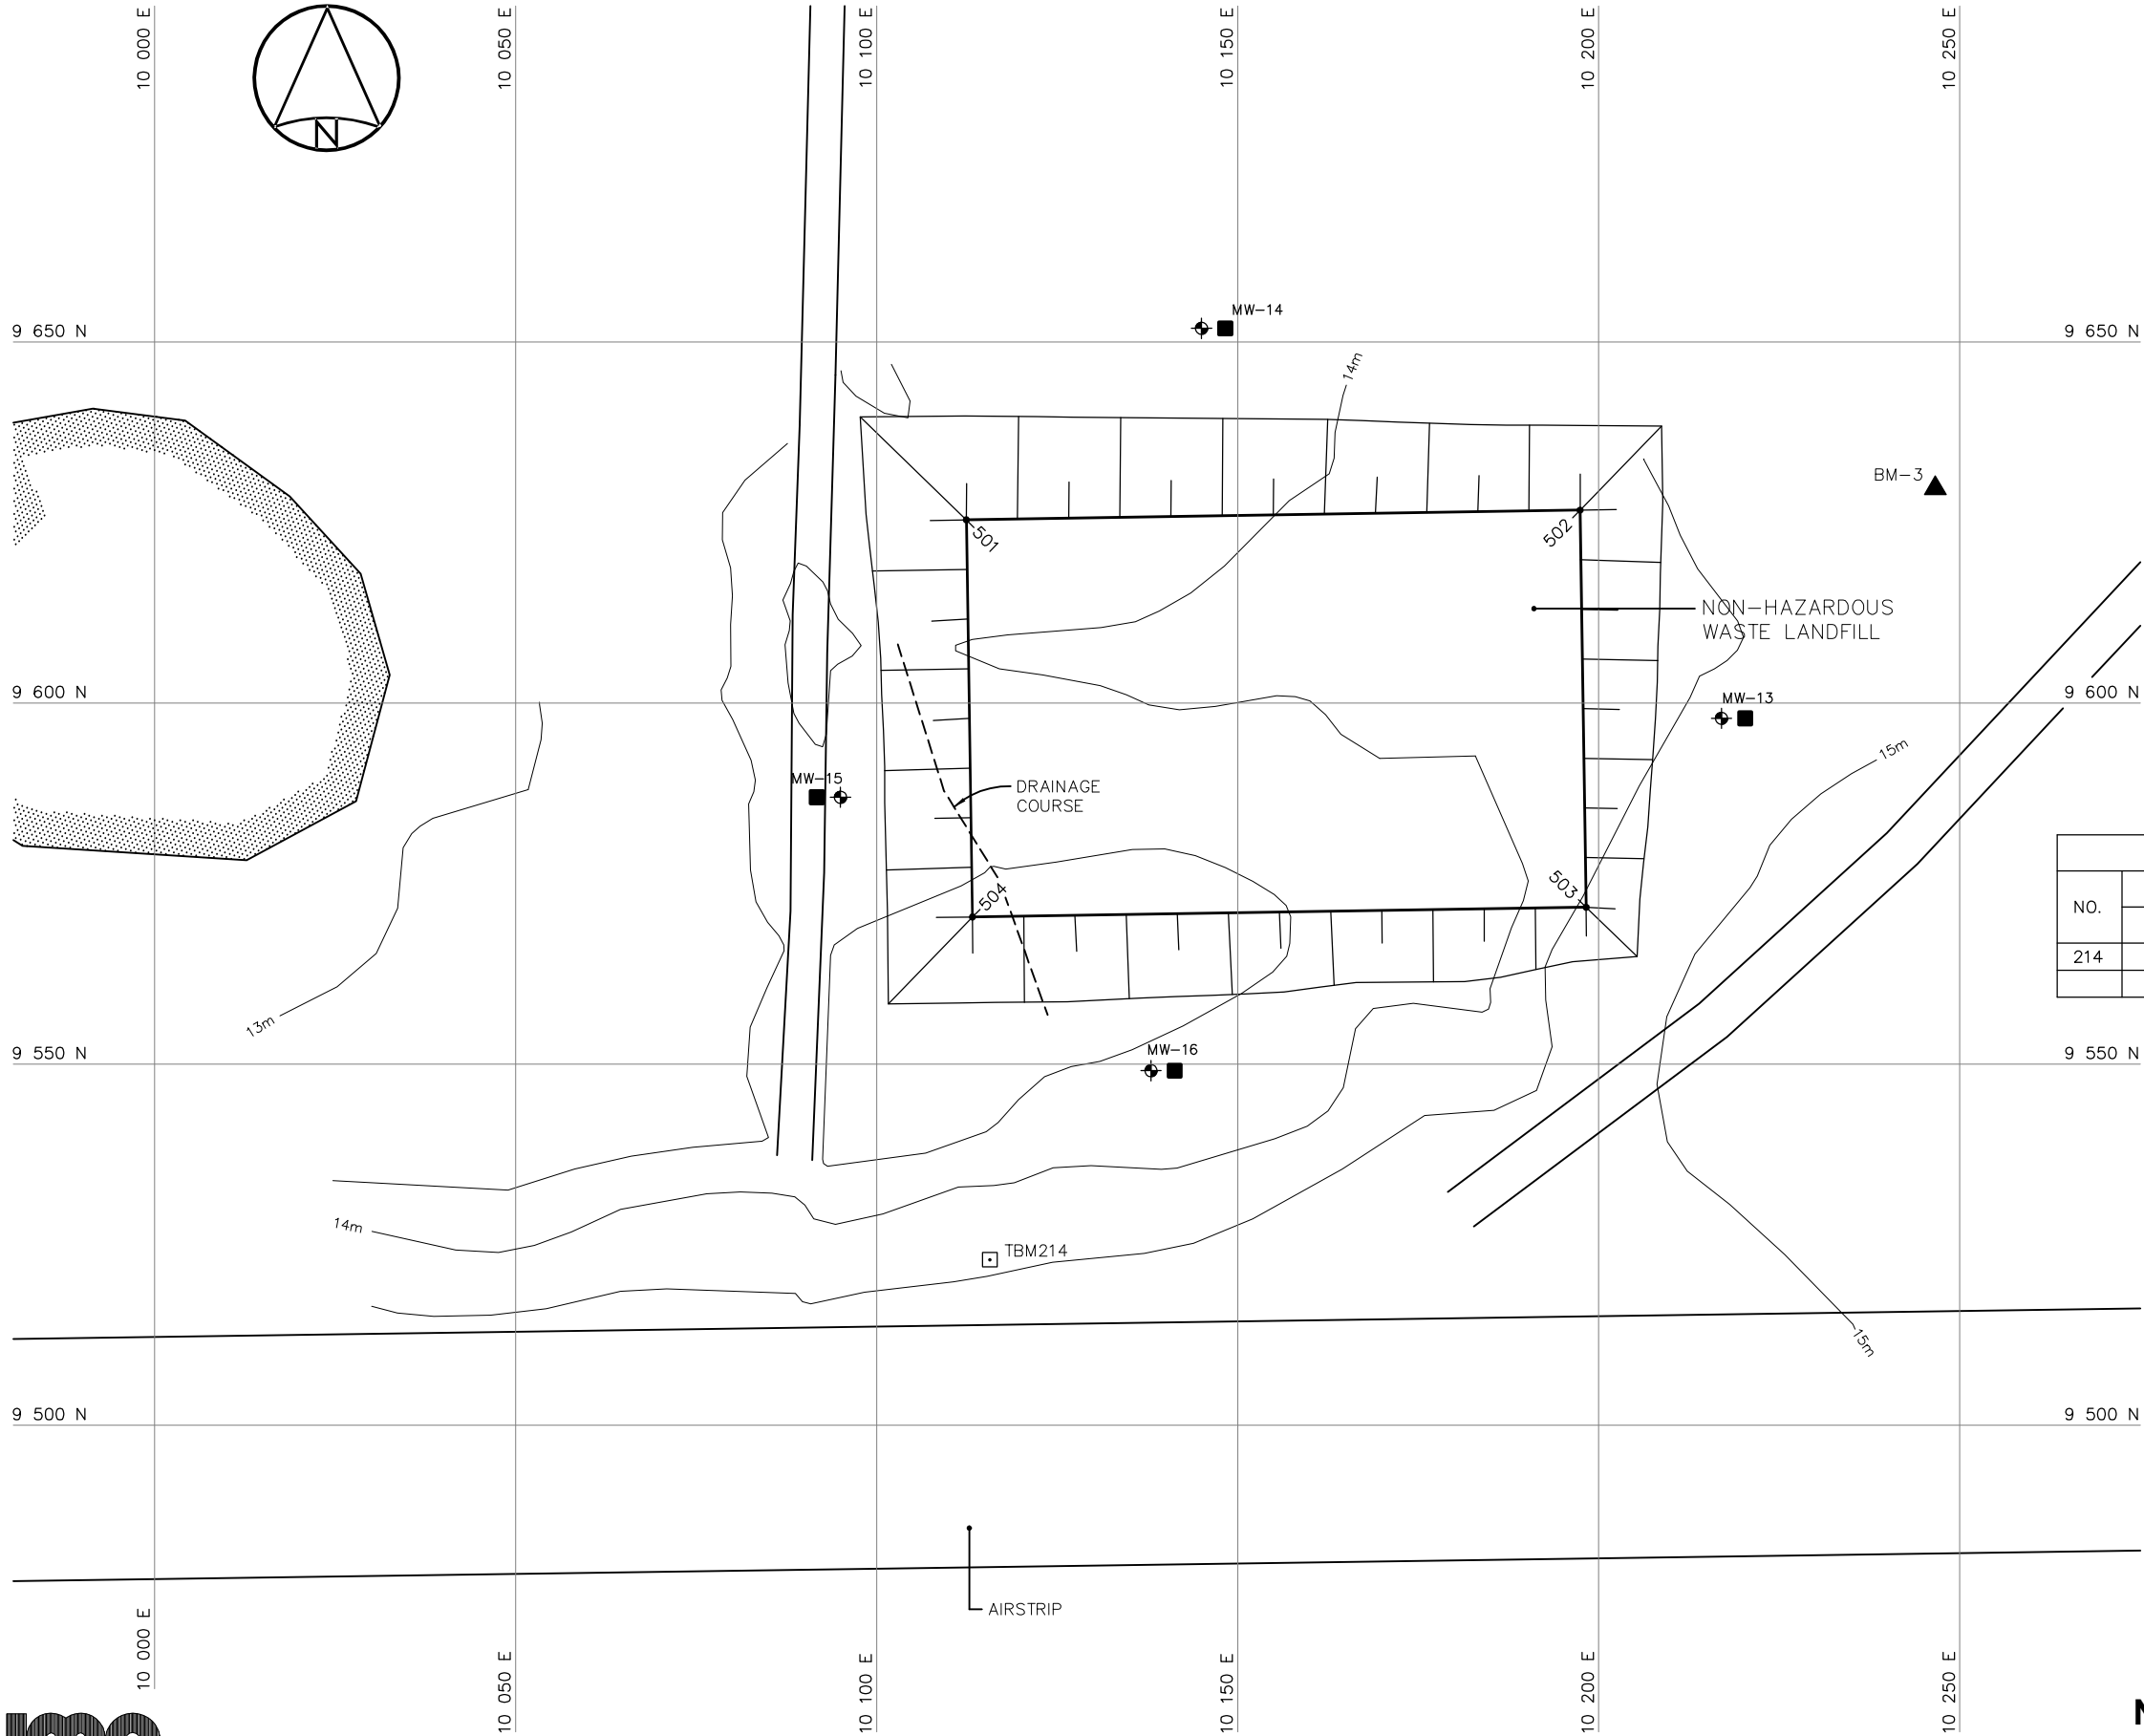 10 000 E
10 050 E
10 100 E
10 150 E
10 200 E
10 250 E
N
MW-14
9 650 N
9 650 N
14m
BM-3
501
502
NON-HAZARDOUS
WASTE LANDFILL
9 600 N
9 600 N
MW-13
15m
MW-15
DRAINAGE
COURSE
503
504
NO.
214
13m
9 550 N
9 550 N
MW-16
14m
TBM214
15m
9 500 N
9 500 N
AIRSTRIP
10 000 E
10 050 E
10 100 E
10 150 E
10 200 E
10 250 E